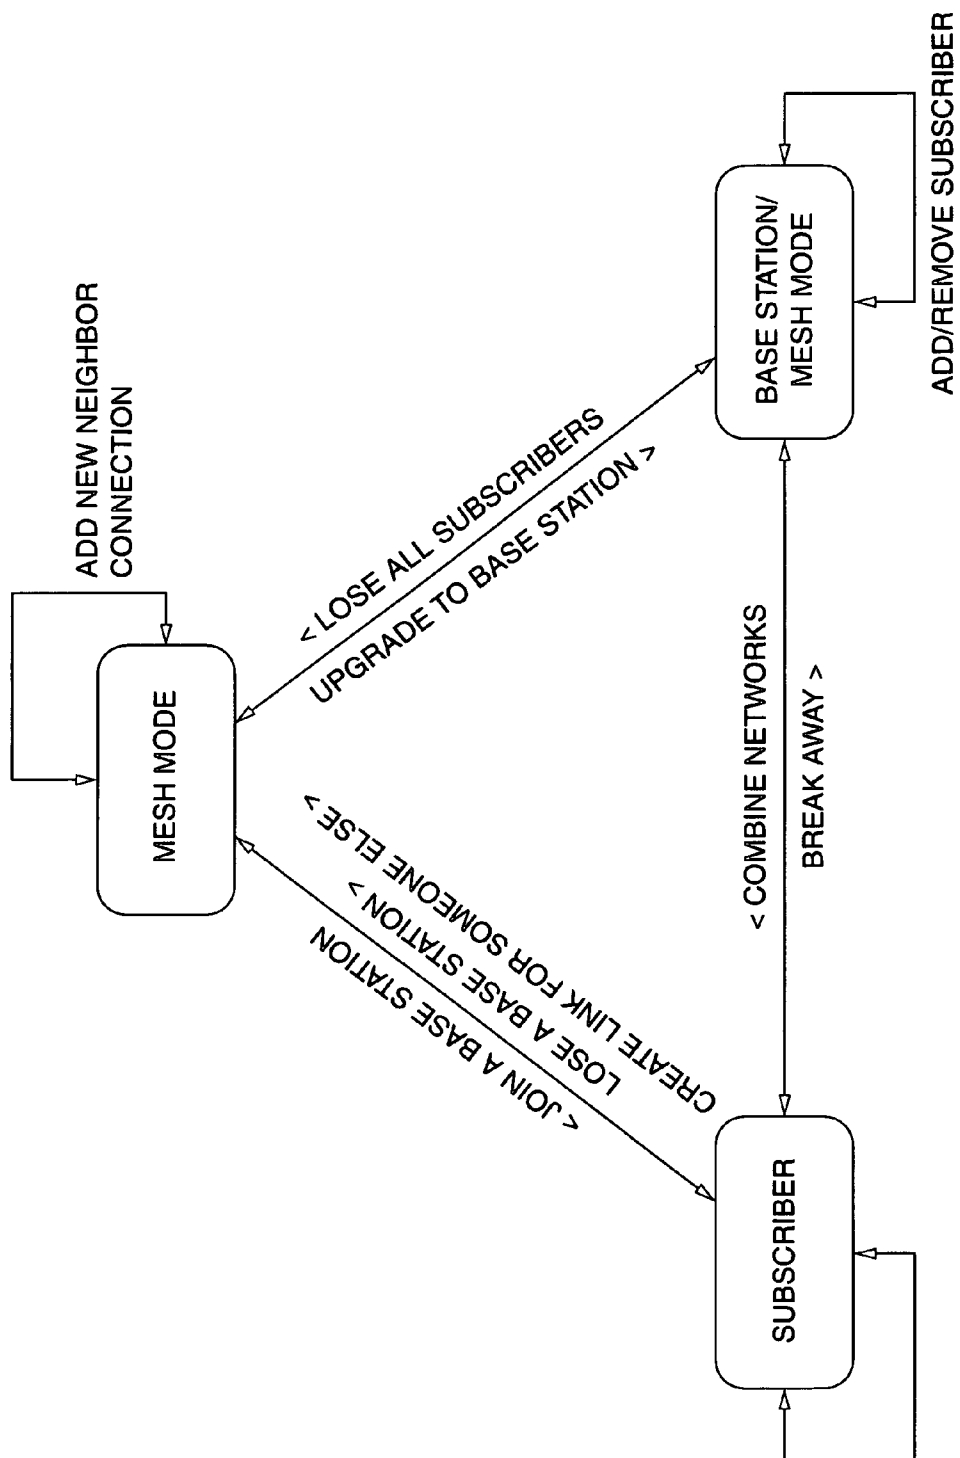 ADD NEW NEIGHBOR
CONNECTION
MESH MODE
< LOSE ALL SUBSCRIBERS
UPGRADE TO BASE STATION >
< JOIN A BASE STATION
LOSE A BASE STATION >
CREATE LINK FOR SOMEONE ELSE >
< COMBINE NETWORKS
BREAK AWAY >
SUBSCRIBER
BASE STATION/
MESH MODE
ADD/REMOVE SUBSCRIBER